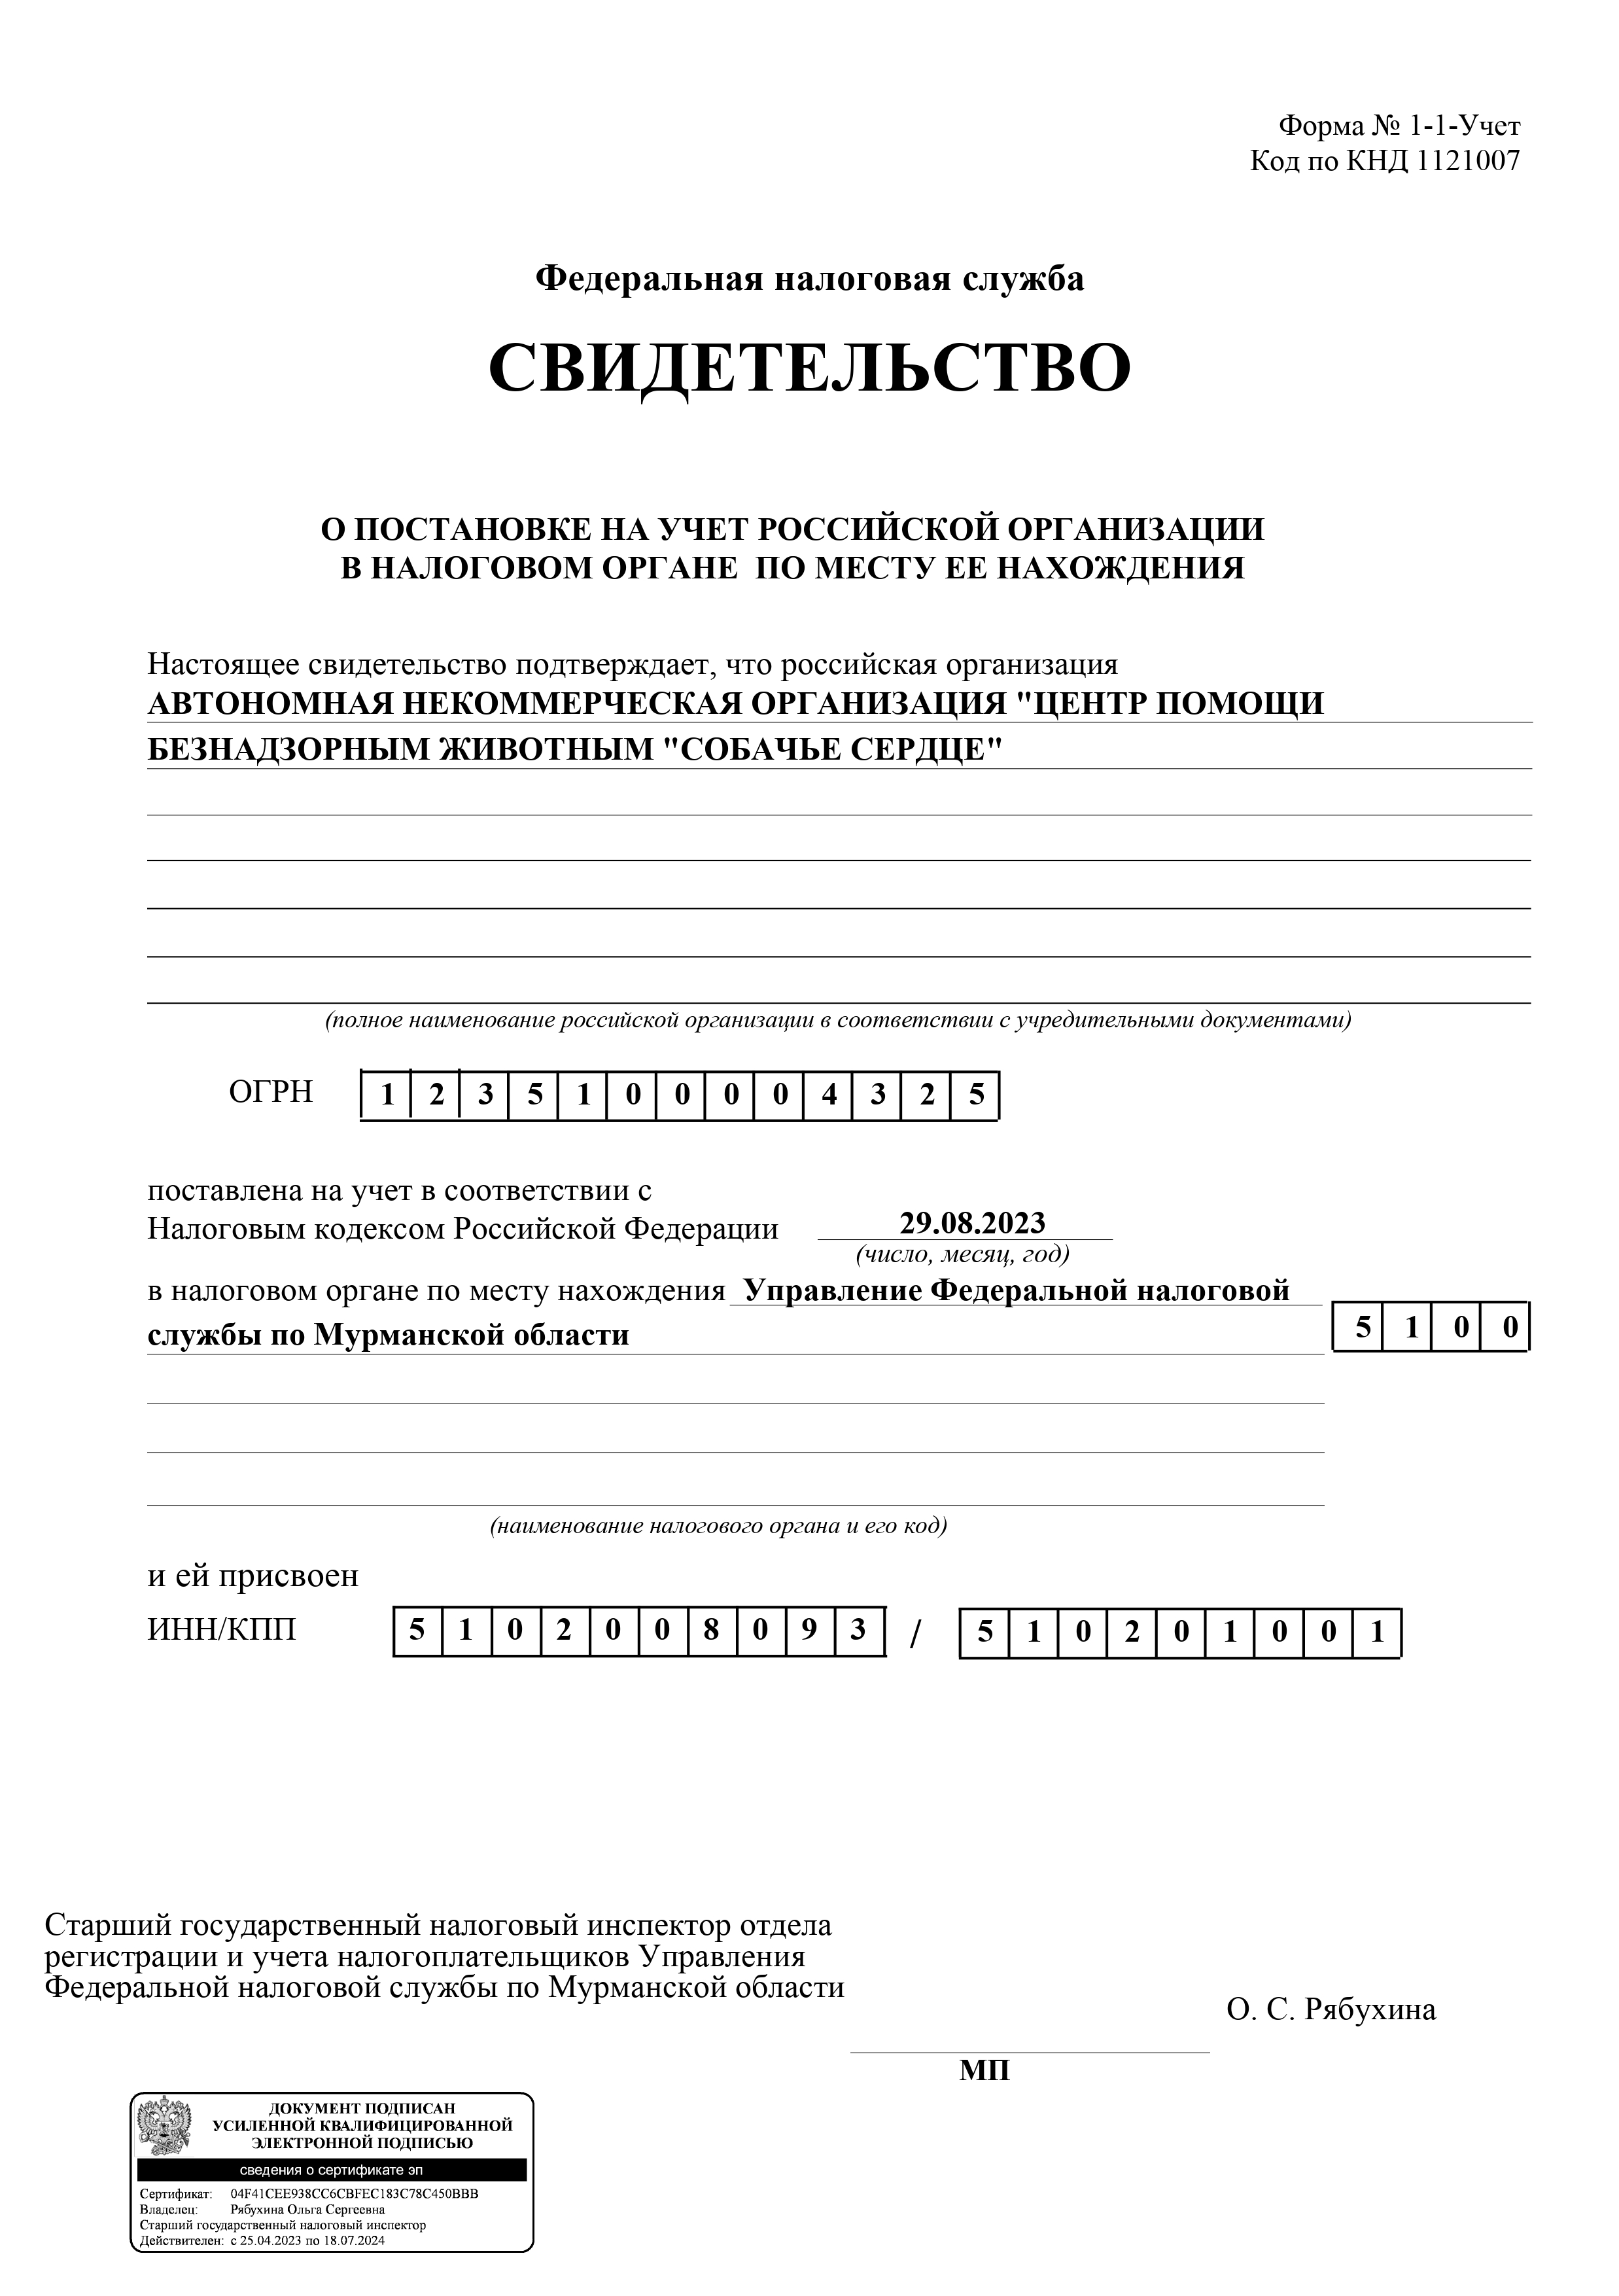 Форма № 1-1-Учет
Код по КНД 1121007
Федеральная налоговая служба
СВИДЕТЕЛЬСТВО
О ПОСТАНОВКЕ НА УЧЕТ РОССИЙСКОЙ ОРГАНИЗАЦИИ
В НАЛОГОВОМ ОРГАНЕ ПО МЕСТУ ЕЕ НАХОЖДЕНИЯ
Настоящее свидетельство подтверждает, что российская организация
АВТОНОМНАЯ НЕКОММЕРЧЕСКАЯ ОРГАНИЗАЦИЯ "ЦЕНТР ПОМОЩИ
БЕЗНАДЗОРНЫМ ЖИВОТНЫМ "СОБАЧЬЕ СЕРДЦЕ"
(полное наименование российской организации в соответствии с учредительными документами)
ОГРН 1 2 3 5 1 0 0 0 0 4 3 2 5
поставлена на учет в соответствии с
Налоговым кодексом Российской Федерации 29.08.2023
(число, месяц, год)
в налоговом органе по месту нахождения Управление Федеральной налоговой
службы по Мурманской области 5 1 0 0
(наименование налогового органа и его код)
и ей присвоен
ИНН/КПП 5 1 0 2 0 0 8 0 9 3 / 5 1 0 2 0 1 0 0 1
Старший государственный налоговый инспектор отдела
регистрации и учета налогоплательщиков Управления
Федеральной налоговой службы по Мурманской области
О. С. Рябухина
МП
ДОКУМЕНТ ПОДПИСАН
УСИЛЕННОЙ КВАЛИФИЦИРОВАННОЙ
ЭЛЕКТРОННОЙ ПОДПИСЬЮ
сведения о сертификате эп
Сертификат: 04F41CEE938CC6CBFEC183C78C450BBB
Владелец: Рябухина Ольга Сергеевна
Старший государственный налоговый инспектор
Действителен: с 25.04.2023 по 18.07.2024